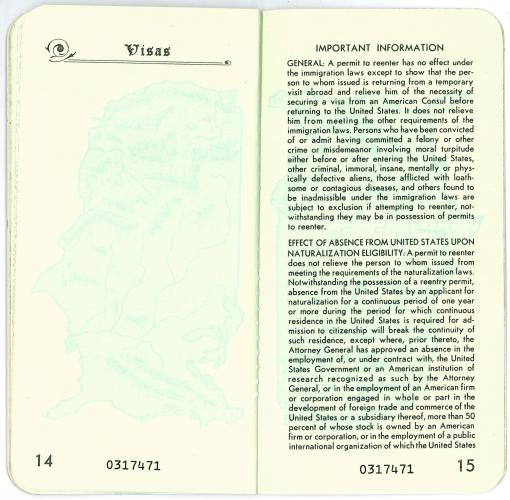 Visas
14
0317471
IMPORTANT INFORMATION
GENERAL: A permit to reenter has no effect under
the immigration laws except to show that the per-
son to whom issued is returning from a temporary
visit abroad and relieve him of the necessity of
securing a visa from an American Consul before
returning to the United States. It does not relieve
him from meeting the other requirements of the
immigration laws. Persons who have been convicted
of or admit having committed a felony or other
crime or misdemeanor involving moral turpitude
either before or after entering the United States,
other criminal, immoral, insane, mentally or phys-
ically defective aliens, those afflicted with loath-
some or contagious diseases, and others found to
be inadmissible under the immigration laws are
subject to exclusion if attempting to reenter, not-
withstanding they may be in possession of permits
to reenter.
EFFECT OF ABSENCE FROM UNITED STATES UPON
NATURALIZATION ELIGIBILITY: A permit to reenter
does not relieve the person to whom issued from
meeting the requirements of the naturalization laws.
Notwithstanding the possession of a reentry permit,
absence from the United States by an applicant for
naturalization for a continuous period of one year
or more during the period for which continuous
residence in the United States is required for ad-
mission to citizenship will break the continuity of
such residence, except where, prior thereto, the
Attorney General has approved an absence in the
employment of, or under contract with, the United
States Government or an American institution of
research recognized as such by the Attorney
General, or in the employment of an American firm
or corporation engaged in whole or part in the
development of foreign trade and commerce of the
United States or a subsidiary thereof, more than 50
percent of whose stock is owned by an American
firm or corporation, or in the employment of a public
international organization of which the United States
0317471
15